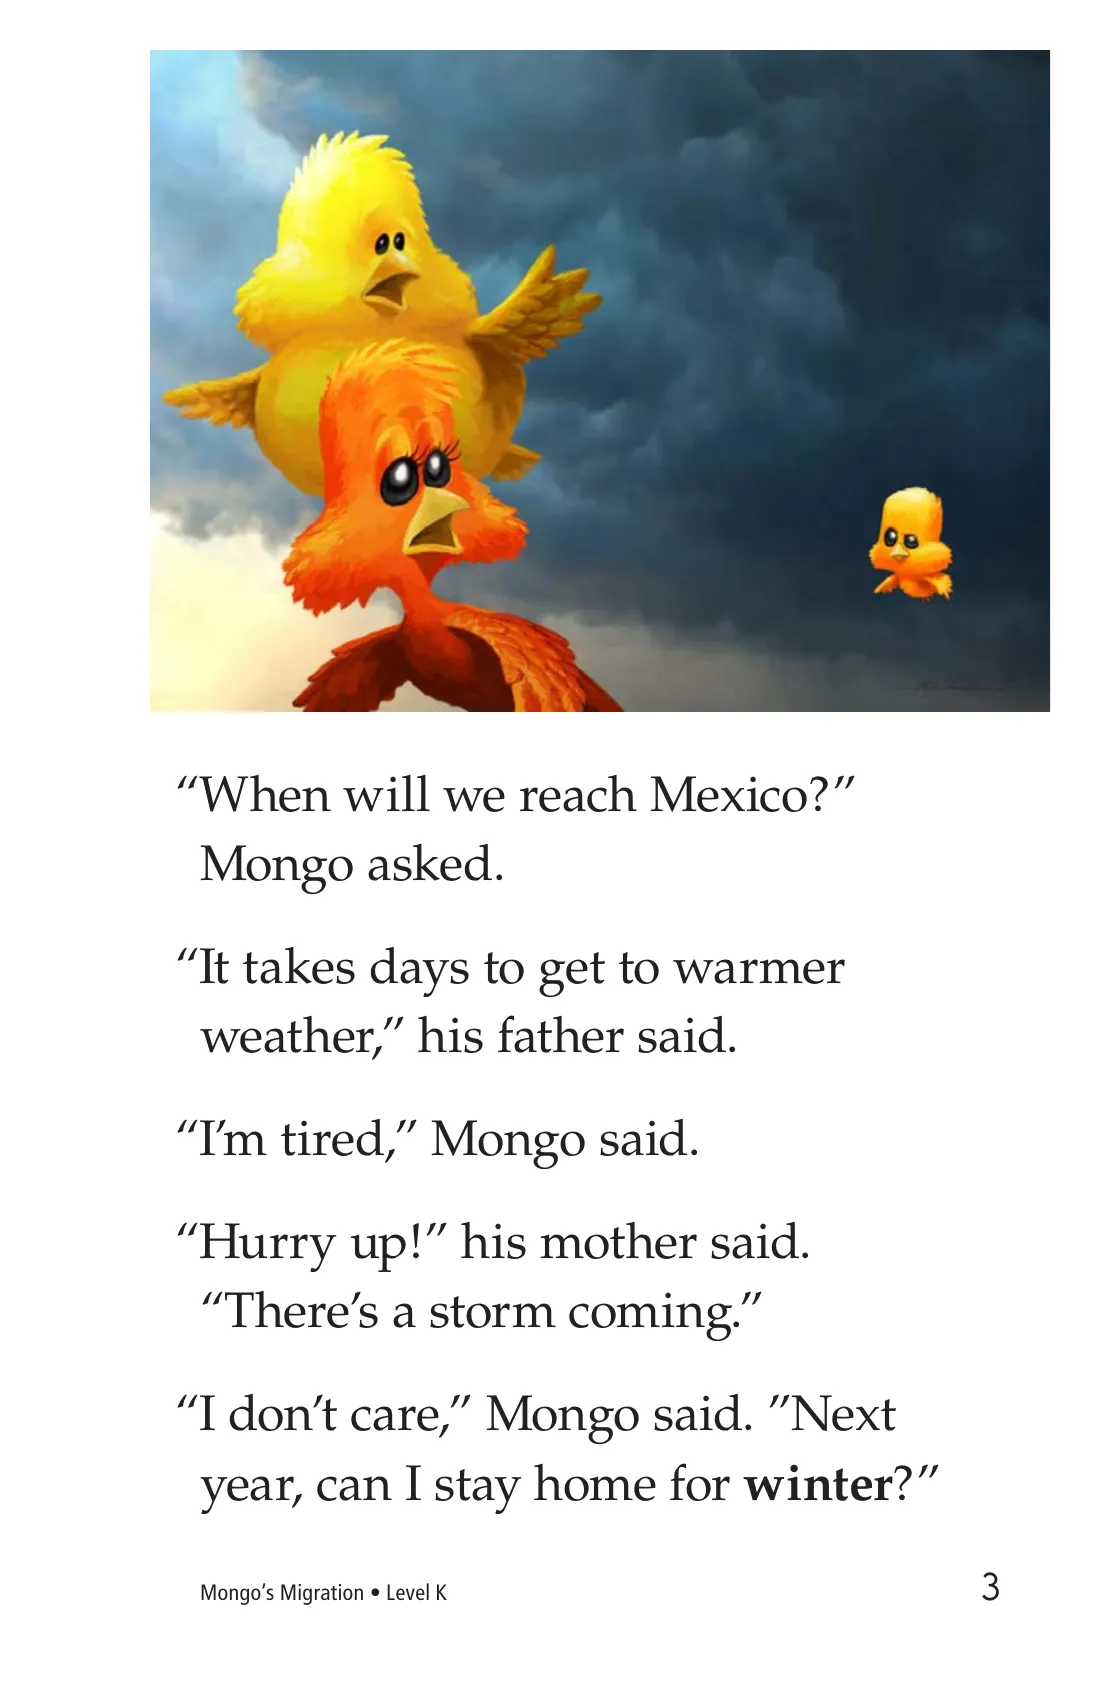 “When will we reach Mexico?”
Mongo asked.
“It takes days to get to warmer
weather,” his father said.
“I’m tired,” Mongo said.
“Hurry up!” his mother said.
“There’s a storm coming.”
“I don’t care,” Mongo said. ”Next
year, can I stay home for winter?”
Mongo’s Migration • Level K
3